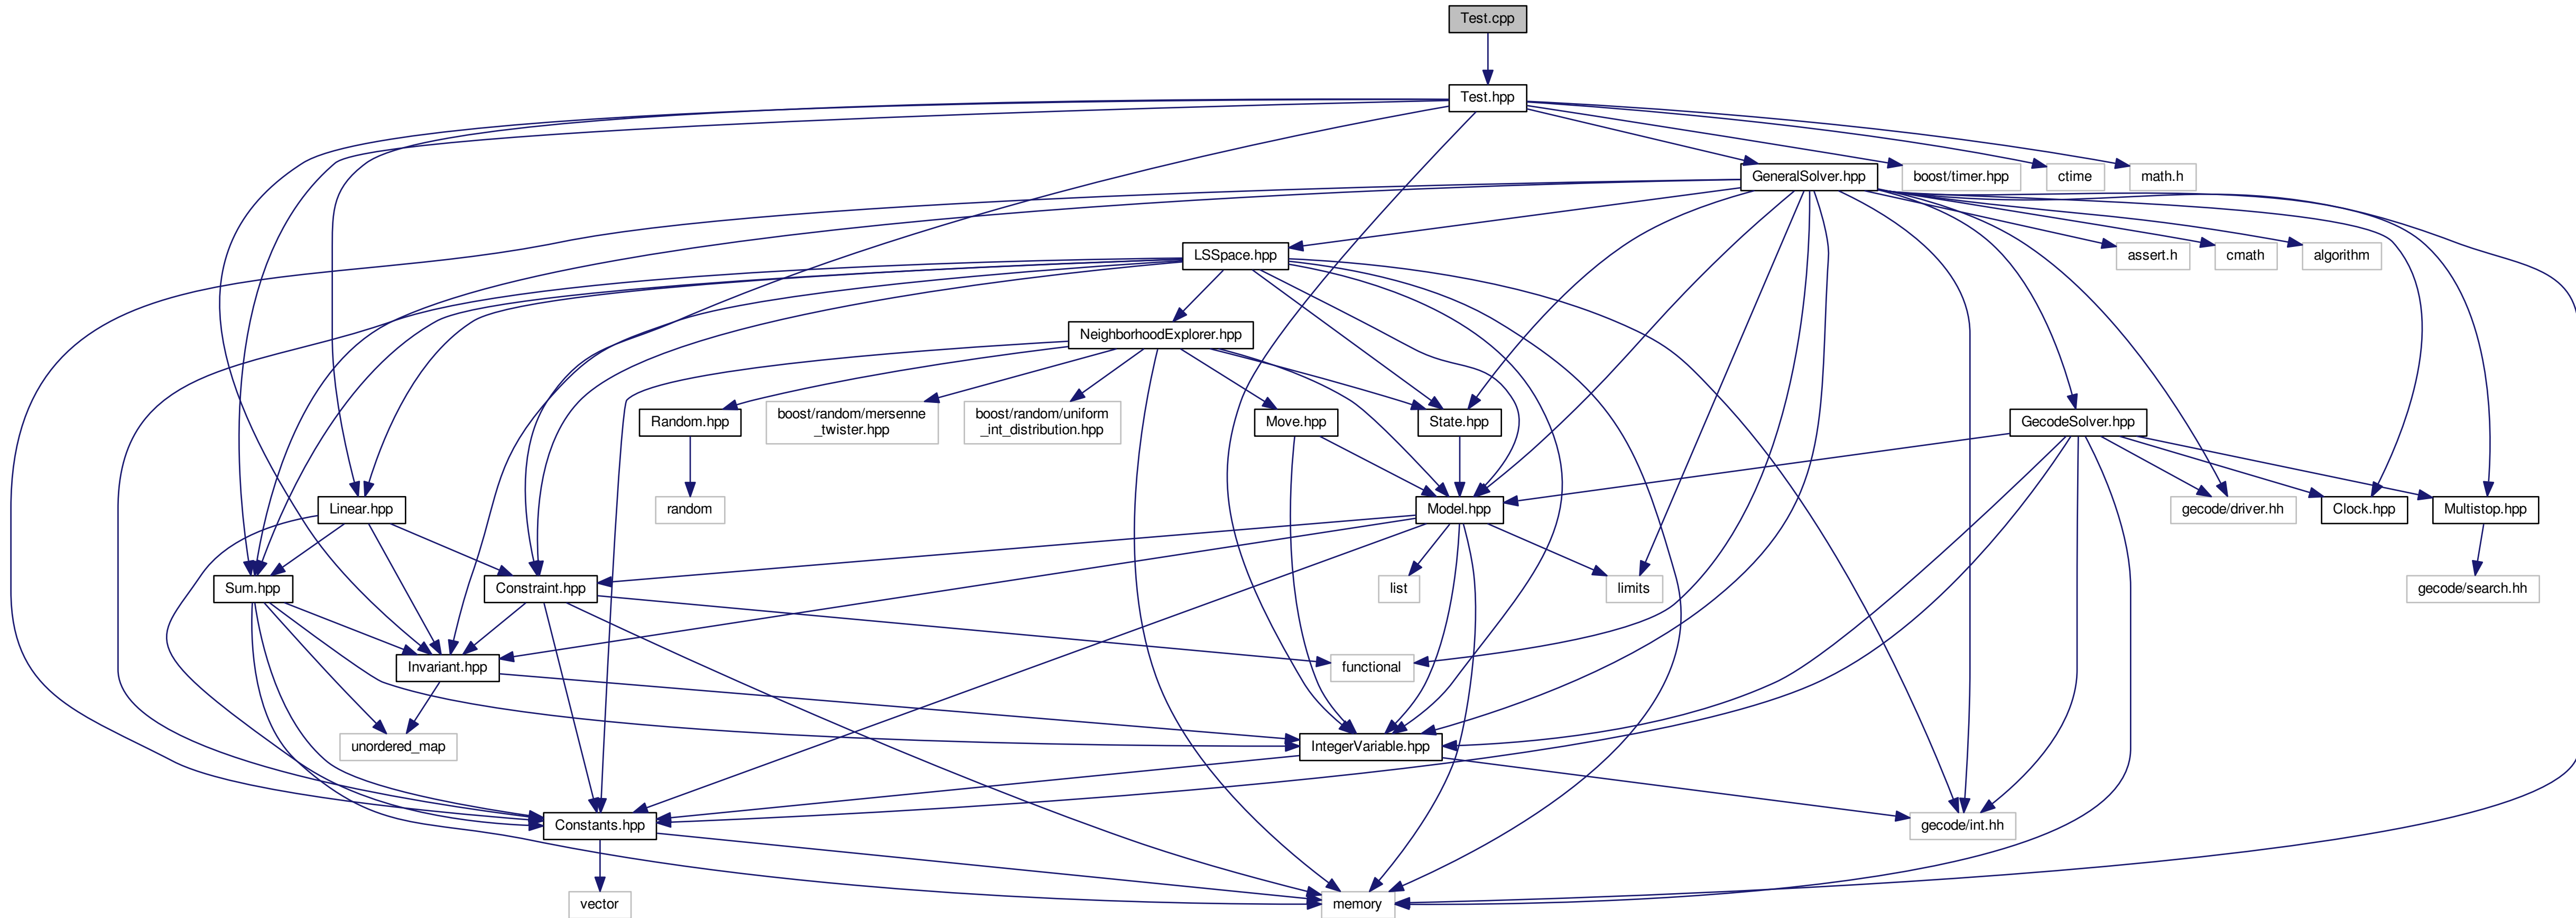 Test.cpp
Test.hpp
GeneralSolver.hpp
boost/timer.hpp
ctime
math.h
LSSpace.hpp
assert.h
cmath
algorithm
NeighborhoodExplorer.hpp
Random.hpp
boost/random/mersenne
_twister.hpp
boost/random/uniform
_int_distribution.hpp
Move.hpp
State.hpp
GecodeSolver.hpp
Linear.hpp
random
Model.hpp
gecode/driver.hh
Clock.hpp
Multistop.hpp
Sum.hpp
Constraint.hpp
list
limits
gecode/search.hh
Invariant.hpp
functional
unordered_map
IntegerVariable.hpp
Constants.hpp
gecode/int.hh
vector
memory